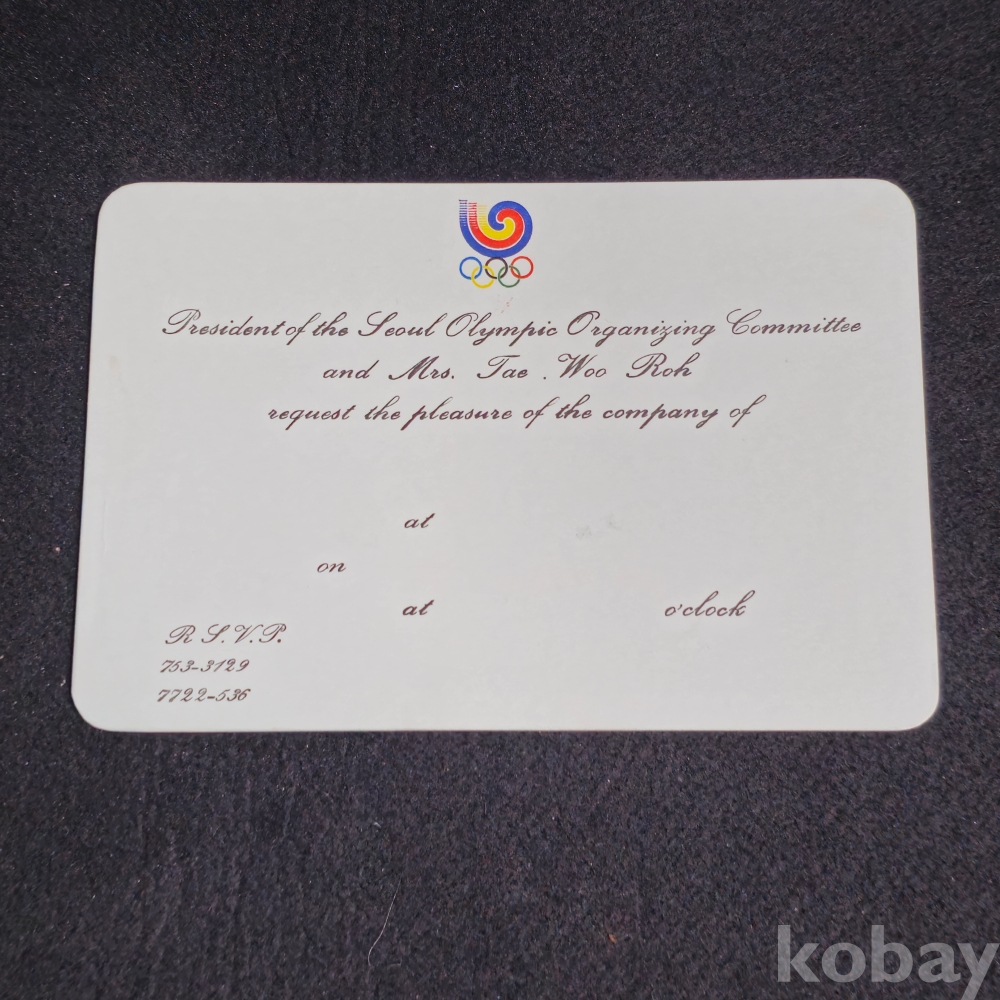 President of the Seoul Olympic Organizing Committee
and Mrs. Tae . Woo Roh
request the pleasure of the company of
at
on
at o'clock
R S.V.P.
753-3129
7722-536
kobay